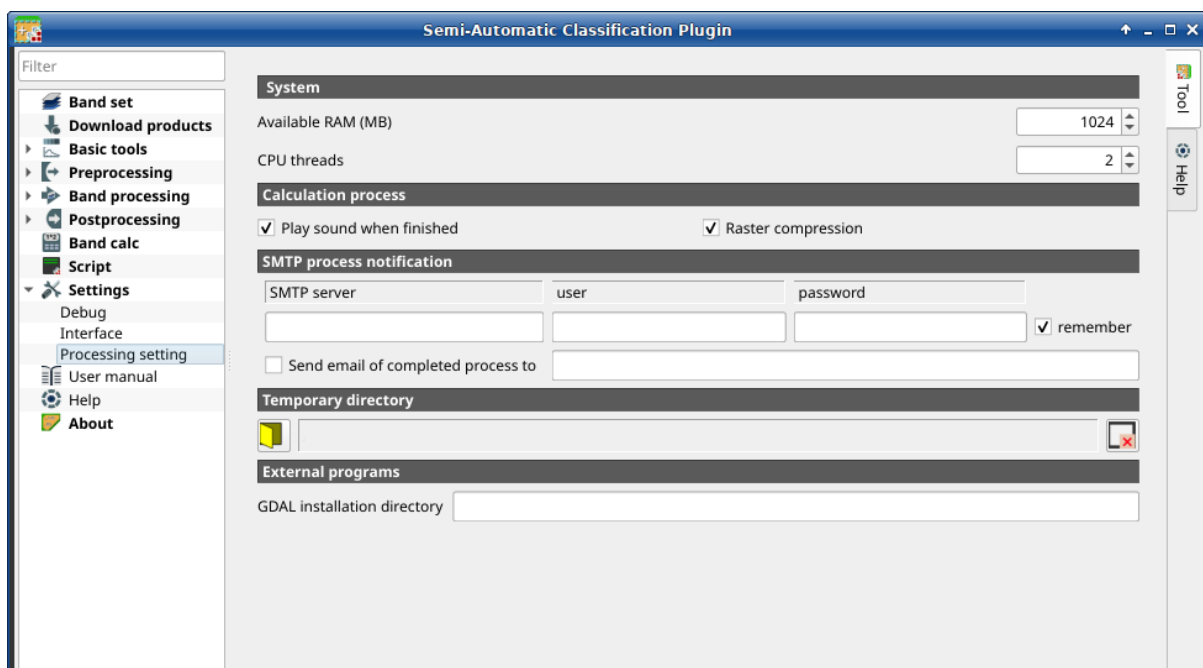 Semi-Automatic Classification Plugin
Filter
Band set
Download products
Basic tools
Preprocessing
Band processing
Postprocessing
Band calc
Script
Settings
Debug
Interface
Processing setting
User manual
Help
About
System
Available RAM (MB) 1024
CPU threads 2
Calculation process
Play sound when finished Raster compression
SMTP process notification
SMTP server user password
remember
Send email of completed process to
Temporary directory
External programs
GDAL installation directory
Tool
Help